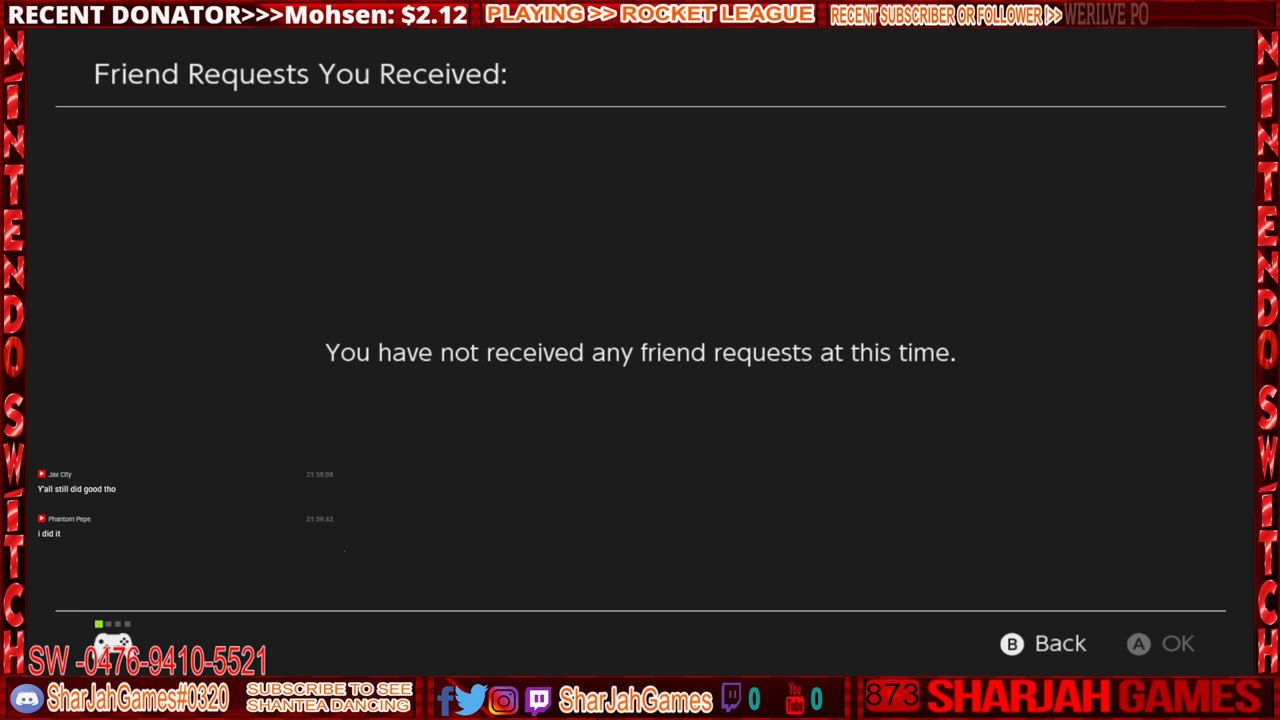 RECENT DONATOR>>>Mohsen: $2.12
PLAYING >> ROCKET LEAGUE
RECENT SUBSCRIBER OR FOLLOWER |>>WERILVE PO
NINTENDO SWITCH
NINTENDO SWITCH
Friend Requests You Received:
You have not received any friend requests at this time.
Jax City 21:59:08
Y'all still did good tho
Phantom Pepe 21:59:42
i did it
B Back A OK
SW -0476-9410-5521
SharJahGames#0320
SUBSCRIBE TO SEE
SHANTEA DANCING
SharJahGames
0
You Tube 0
873 SHARJAH GAMES